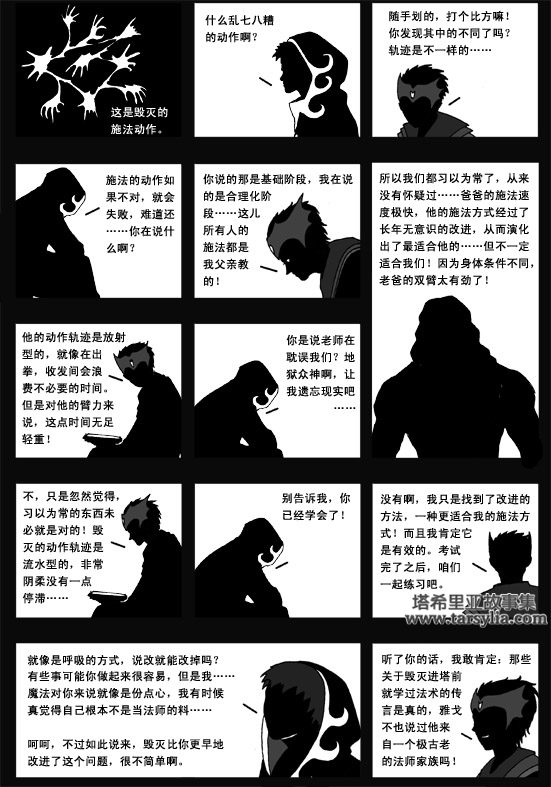 这是毁灭的
施法动作。
什么乱七八糟
的动作啊？
随手划的，打个比方嘛！
你发现其中的不同了吗？
轨迹是不一样的……
施法的动作如
果不对，就会
失败，难道还
……你在说什
么啊？
你说的那是基础阶段，我在说
的是合理化阶
段……这儿
所有人的
施法都是
我父亲教
的！
所以我们都习以为常了，从来
没有怀疑过……爸爸的施法速
度极快，他的施法方式经过了
长年无意识的改进，从而演化
出了最适合他的……但不一定
适合我们！因为身体条件不同，
老爸的双臂太有劲了！
他的动作轨迹是放射
型的，就像在出
拳，收发间会浪
费不必要的时间。
但是对他的臂力来
说，这点时间无足
轻重！
你是说老师在
耽误我们？地
狱众神啊，让
我遗忘现实吧
……
不，只是忽然觉得，
习以为常的东西未
必就是对的！毁
灭的动作轨迹是
流水型的，非常
阴柔没有一点
停滞……
别告诉我，你
已经学会了！
没有啊，我只是找到了改进的
方法，一种更适合我的施法方
式！而且我肯定它
是有效的。考试
完了之后，咱们
一起练习吧。
塔希里亚故事集
www.tarsylia.com
就像是呼吸的方式，说改就能改掉吗？
有些事可能你做起来很容易，但是我……
魔法对你来说就像是份点心，我有时候
真觉得自己根本不是当法师的料……
呵呵，不过如此说来，毁灭比你更早地
改进了这个问题，很不简单啊。
听了你的话，我敢肯定：那些
关于毁灭进塔前
就学过法术的传
言是真的，雅戈
不也说过他来
自一个极古
老的法师家族吗！